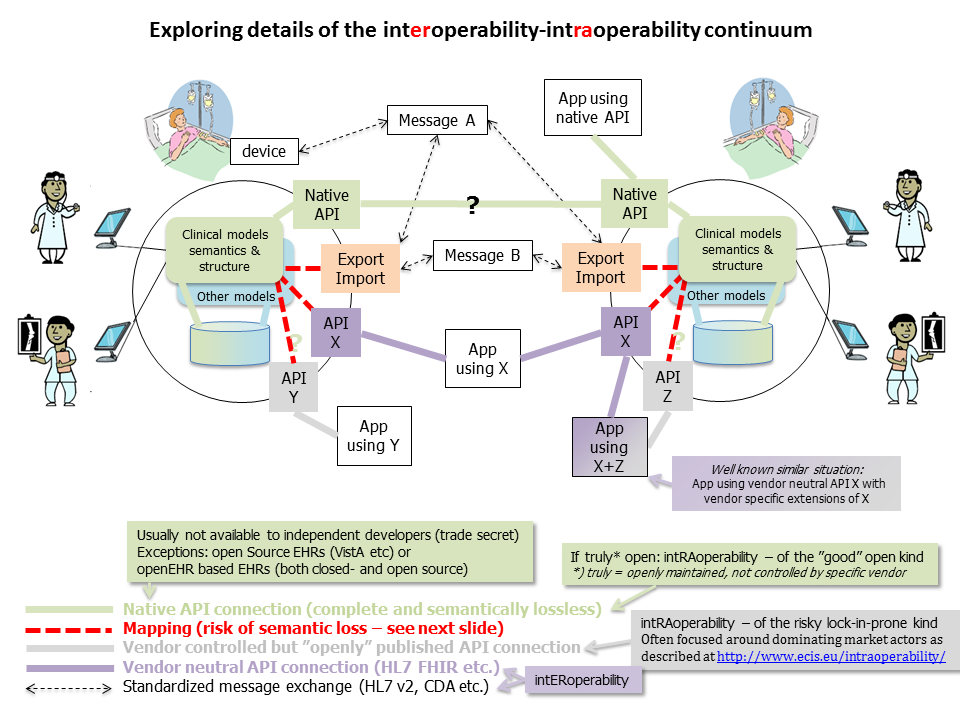 Exploring details of the interoperability-intraoperability continuum
App using
native API
Message A
device
Native
API
?
Native
API
Clinical models
semantics &
structure
Other models
Export
Import
Message B
Export
Import
Clinical models
semantics &
structure
Other models
API
X
?
App
using X
API
X
?
API
Y
API
Z
App
using Y
App
using
X+Z
Well known similar situation:
App using vendor neutral API X with
vendor specific extensions of X
Usually not available to independent developers (trade secret)
Exceptions: open Source EHRs (VistA etc) or
openEHR based EHRs (both closed- and open source)
If truly* open: intRAoperability – of the ”good” open kind
*) truly = openly maintained, not controlled by specific vendor
Native API connection (complete and semantically lossless)
Mapping (risk of semantic loss – see next slide)
Vendor controlled but ”openly” published API connection
Vendor neutral API connection (HL7 FHIR etc.)
Standardized message exchange (HL7 v2, CDA etc.)
intRAoperability – of the risky lock-in-prone kind
Often focused around dominating market actors as
described at http://www.ecis.eu/intraoperability/
intERoperability